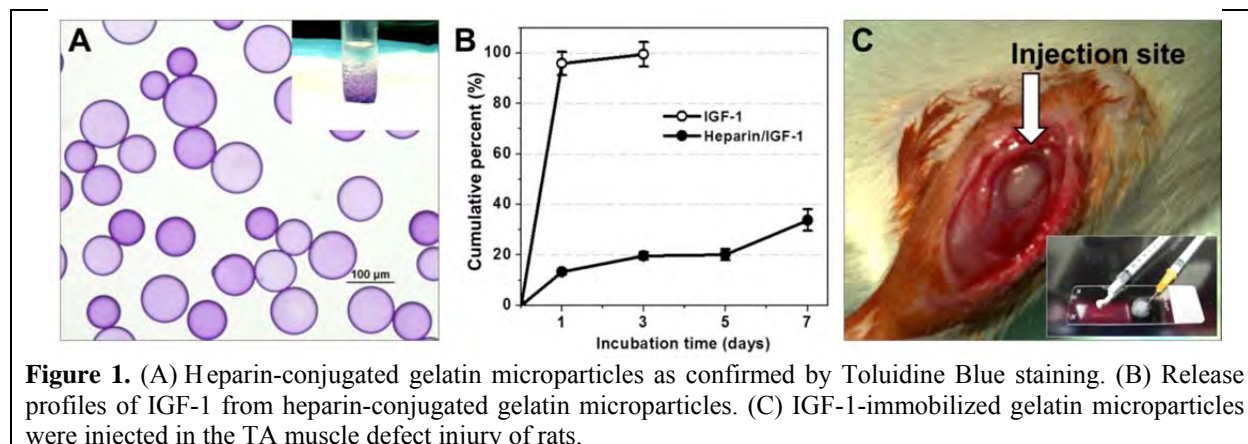 A
100 µm
B
100
80
60
40
20
0
Cumulative percent (%)
IGF-1
Heparin/IGF-1
1 3 5 7
Incubation time (days)
C
Injection site
Figure 1. (A) Heparin-conjugated gelatin microparticles as confirmed by Toluidine Blue staining. (B) Release
profiles of IGF-1 from heparin-conjugated gelatin microparticles. (C) IGF-1-immobilized gelatin microparticles
were injected in the TA muscle defect injury of rats.